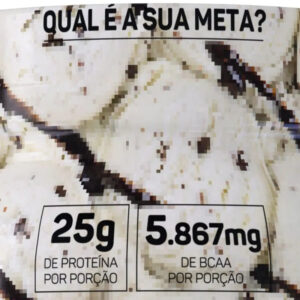 QUAL É A SUA META?
25g
DE PROTEÍNA
POR PORÇÃO
5.867mg
DE BCAA
POR PORÇÃO